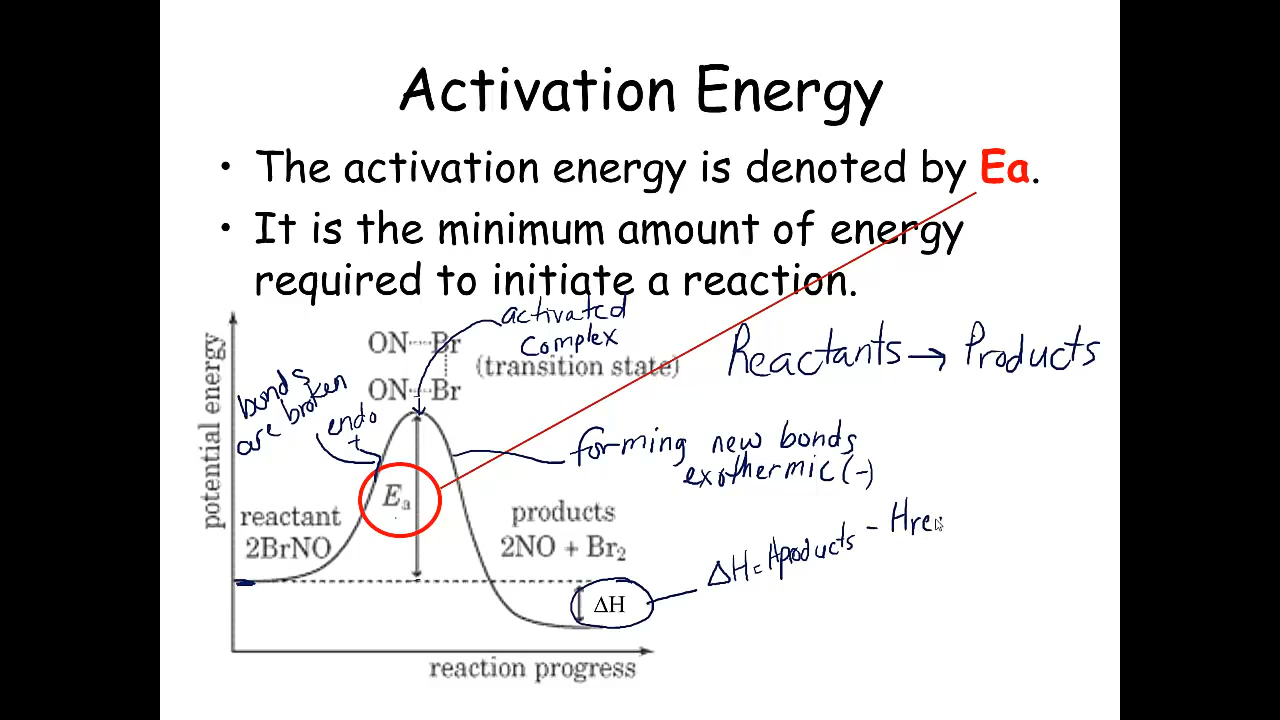 Activation Energy
• The activation energy is denoted by Ea.
• It is the minimum amount of energy
required to initiate a reaction.
activated
complex
ON·····Br
(transition state)
ON·····Br
Reactants → Products
bonds
are broken
endo
+
forming new bonds
exothermic (-)
potential energy
Ea
reactant
2BrNO
products
2NO + Br₂
ΔH = Hproducts - Hrea
ΔH
reaction progress